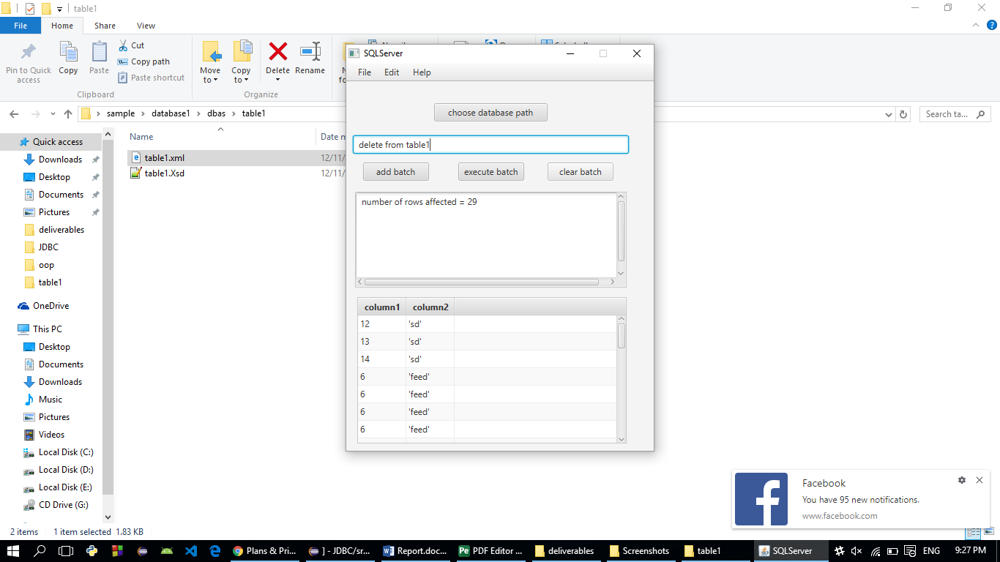 table1
File Home Share View
Pin to Quick access
Copy
Paste
Cut
Copy path
Paste shortcut
Clipboard
Move to
Copy to
Delete
Rename
Organize
sample database1 dbas table1
Search ta...
Quick access
Downloads
Desktop
Documents
Pictures
deliverables
JDBC
oop
table1
OneDrive
This PC
Desktop
Documents
Downloads
Music
Pictures
Videos
Local Disk (C:)
Local Disk (D:)
Local Disk (E:)
CD Drive (G:)
Name Date m
table1.xml 12/11/
table1.Xsd 12/11/
SQLServer
File Edit Help
choose database path
delete from table1
add batch execute batch clear batch
number of rows affected = 29
column1 column2
12 'sd'
13 'sd'
14 'sd'
6 'feed'
6 'feed'
6 'feed'
6 'feed'
Facebook
You have 95 new notifications.
www.facebook.com
2 items 1 item selected 1.83 KB
Plans & Pri... ] - JDBC/sr... Report.doc... PDF Editor ... deliverables Screenshots table1 SQLServer ENG 9:27 PM